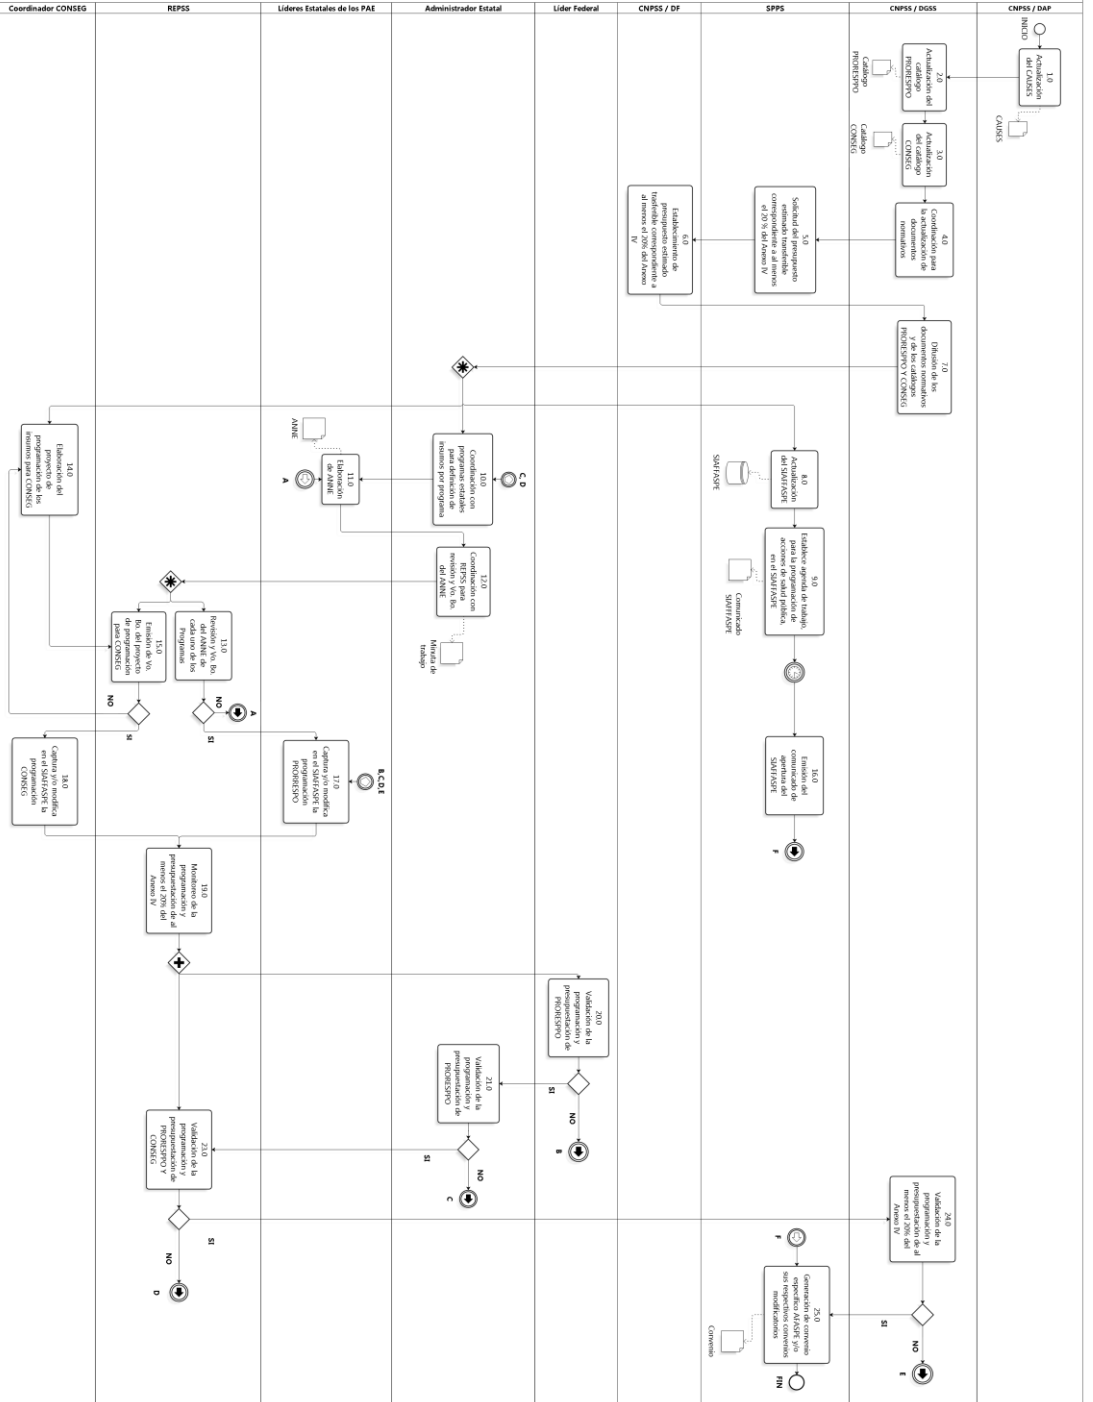 Coordinador CONSEG
REPSS
Líderes Estatales de los PAE
Administrador Estatal
Líder Federal
CNPSS / DF
SPPS
CNPSS / DGSS
CNPSS / DAP
INICIO
1.0
Actualización
del CAUSES
CAUSES
2.0
Actualización del
catálogo
PRORESPPO
Catálogo
PRORESPPO
3.0
Actualización
del catálogo
CONSEG
Catálogo
CONSEG
4.0
Coordinación para
la actualización de
documentos
normativos
5.0
Solicitud del presupuesto
estimado transferible
correspondiente a al menos
el 20 % del Anexo IV
6.0
Establecimiento de
presupuesto estimado
trasferible correspondiente a
al menos el 20% del Anexo
IV
7.0
Difusión de los
documentos normativos
y de los catálogos
PRORESPPO Y CONSEG
8.0
Actualización
del SIAFFASPE
SIAFFASPE
9.0
Establece agenda de trabajo,
para la programación de
acciones de salud pública,
en el SIAFFASPE
Comunicado
SIAFFASPE
C, D
10.0
Coordinación con
programas estatales
para definición de
insumos por programa
11.0
Elaboración
de ANNE
ANNE
A
12.0
Coordinación con
REPSS para
revisión y Vo. Bo.
del ANNE
Minuta de
trabajo
13.0
Revisión y Vo. Bo.
del ANNE de
cada uno de los
Programas
NO
A
SI
14.0
Elaboración del
proyecto de
programación de los
insumos para CONSEG
15.0
Emisión de Vo.
Bo. del proyecto
de programación
para CONSEG
NO
SI
16.0
Emisión del
comunicado de
apertura del
SIAFFASPE
F
B,C,D,E
17.0
Captura y/o modifica
en el SIAFFASPE la
programación
PRORRESPO
18.0
Captura y/o modifica
en el SIAFFASPE la
programación
CONSEG
19.0
Monitoreo de la
programación y
presupuestación de al
menos el 20% del
Anexo IV
20.0
Validación de la
programación y
presupuestación de
PRORESPPO
SI
NO
B
21.0
Validación de la
programación y
presupuestación de
PRORESPPO
SI
NO
C
23.0
Validación de la
programación y
presupuestación de
PRORESPPO Y
CONSEG
SI
NO
D
24.0
Validación de la
programación y
presupuestación de al
menos el 20% del
Anexo IV
SI
NO
E
F
25.0
Generación de convenio
específico AFASPE y/o
sus respectivos convenios
modificatorios
Convenio
FIN